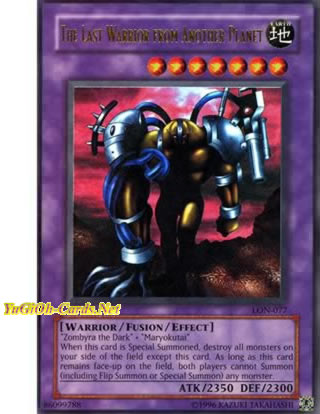 The Last Warrior from Another Planet
EARTH
地
LON-077
YuGiOh-Cards.Net
[Warrior/Fusion/Effect]
"Zombyra the Dark" + "Maryokutai"
When this card is Special Summoned, destroy all monsters on
your side of the field except this card. As long as this card
remains face-up on the field, both players cannot Summon
(including Flip Summon or Special Summon) any monster.
ATK/2350 DEF/2300
86099788
©1996 KAZUKI TAKAHASHI